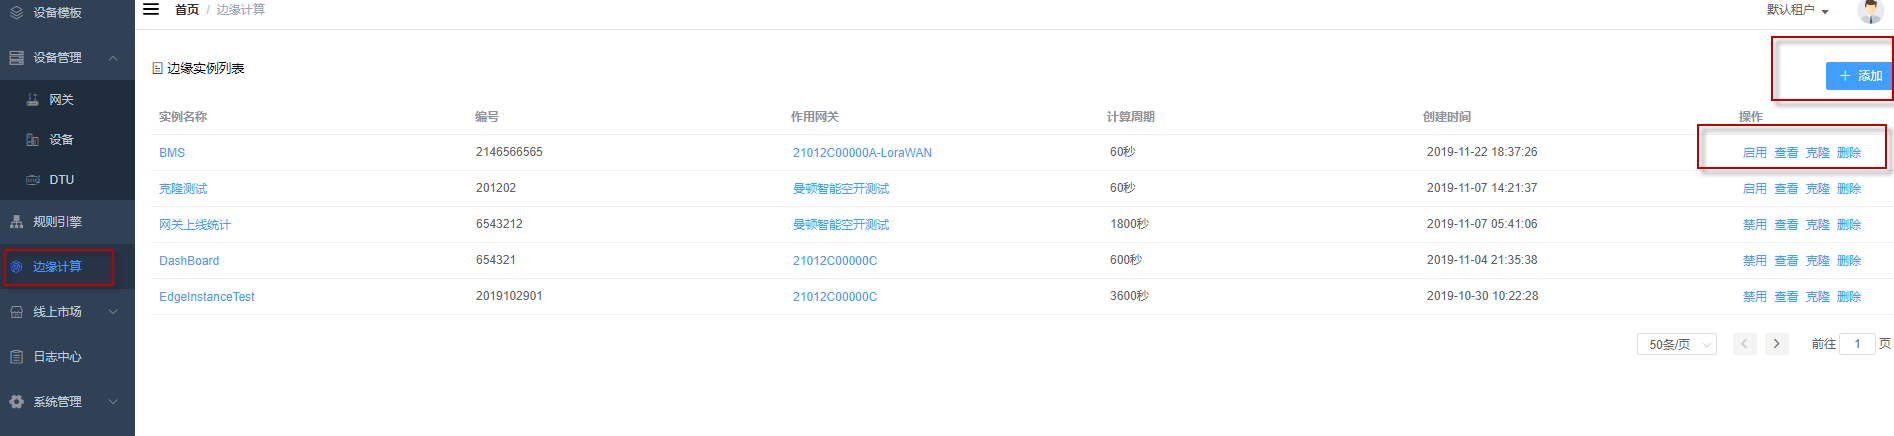 设备模板
设备管理
网关
设备
DTU
规则引擎
边缘计算
线上市场
日志中心
系统管理
首页 / 边缘计算
默认租户
边缘实例列表
＋ 添加
实例名称 编号 作用网关 计算周期 创建时间 操作
BMS 2146566565 21012C00000A-LoraWAN 60秒 2019-11-22 18:37:26 启用 查看 克隆 删除
克隆测试 201202 曼顿智能空开测试 60秒 2019-11-07 14:21:37 启用 查看 克隆 删除
网关上线统计 6543212 曼顿智能空开测试 1800秒 2019-11-07 05:41:06 禁用 查看 克隆 删除
DashBoard 654321 21012C00000C 600秒 2019-11-04 21:35:38 禁用 查看 克隆 删除
EdgeInstanceTest 2019102901 21012C00000C 3600秒 2019-10-30 10:22:28 禁用 查看 克隆 删除
50条/页 前往 1 页